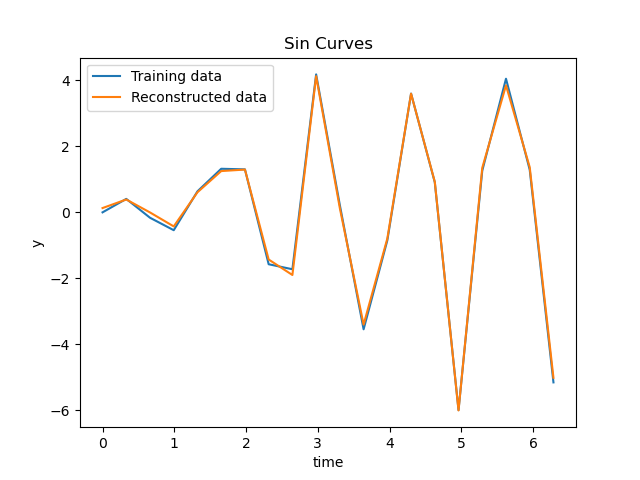 Sin Curves
Training data
Reconstructed data
4
2
0
−2
−4
−6
y
0 1 2 3 4 5 6
time